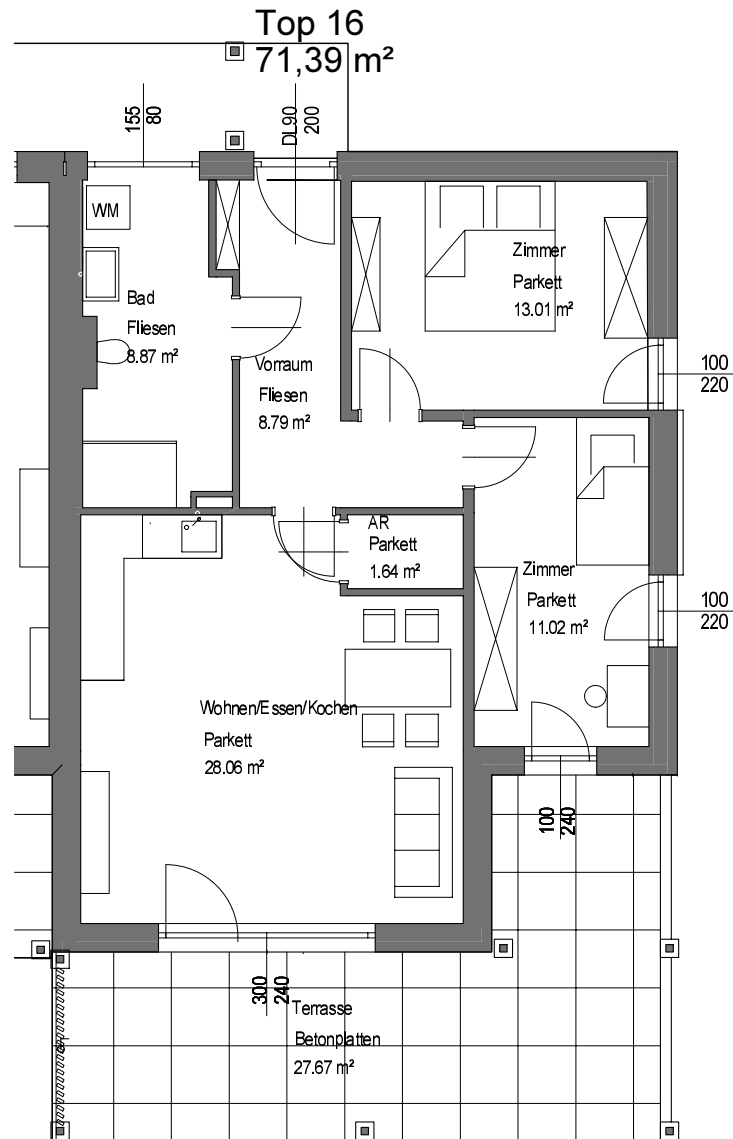 Top 16
71,39 m²
155
80
DL90
200
WM
Bad
Fliesen
8.87 m²
Zimmer
Parkett
13.01 m²
100
220
Vorraum
Fliesen
8.79 m²
AR
Parkett
1.64 m²
Zimmer
Parkett
11.02 m²
100
220
Wohnen/Essen/Kochen
Parkett
28.06 m²
100
240
300
240
Terrasse
Betonplatten
27.67 m²